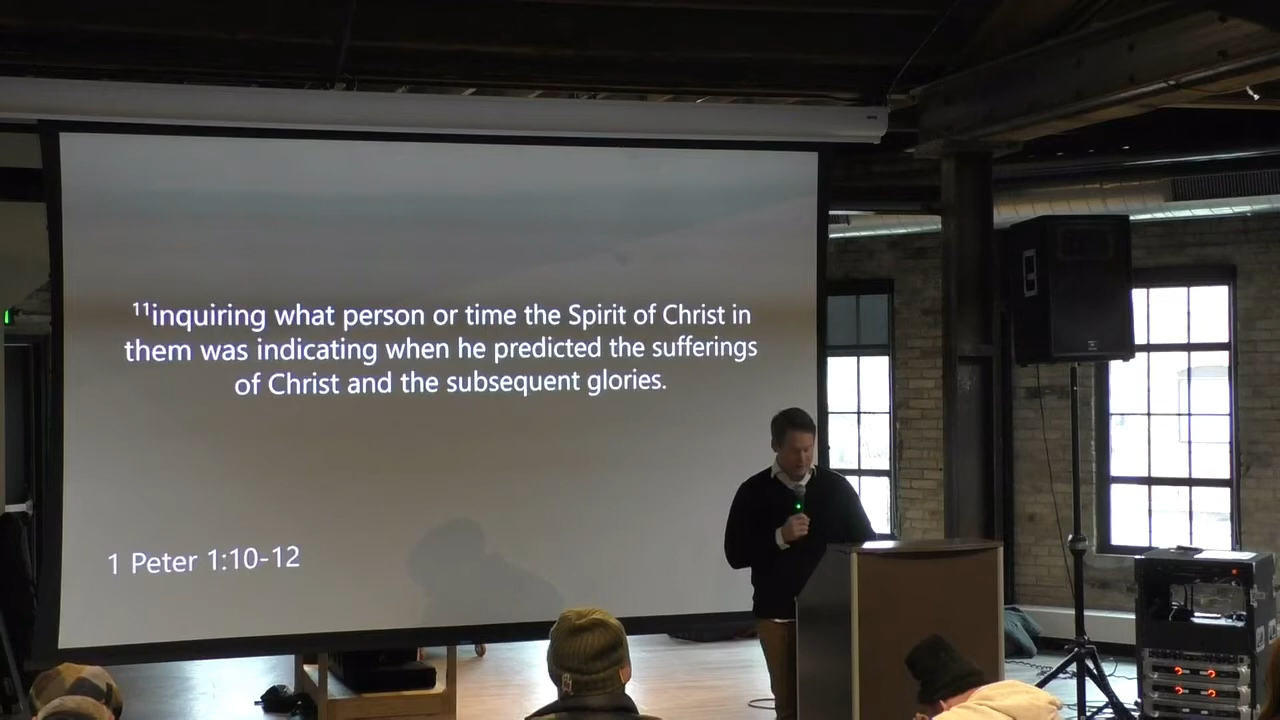 ¹¹inquiring what person or time the Spirit of Christ in
them was indicating when he predicted the sufferings
of Christ and the subsequent glories.
1 Peter 1:10-12